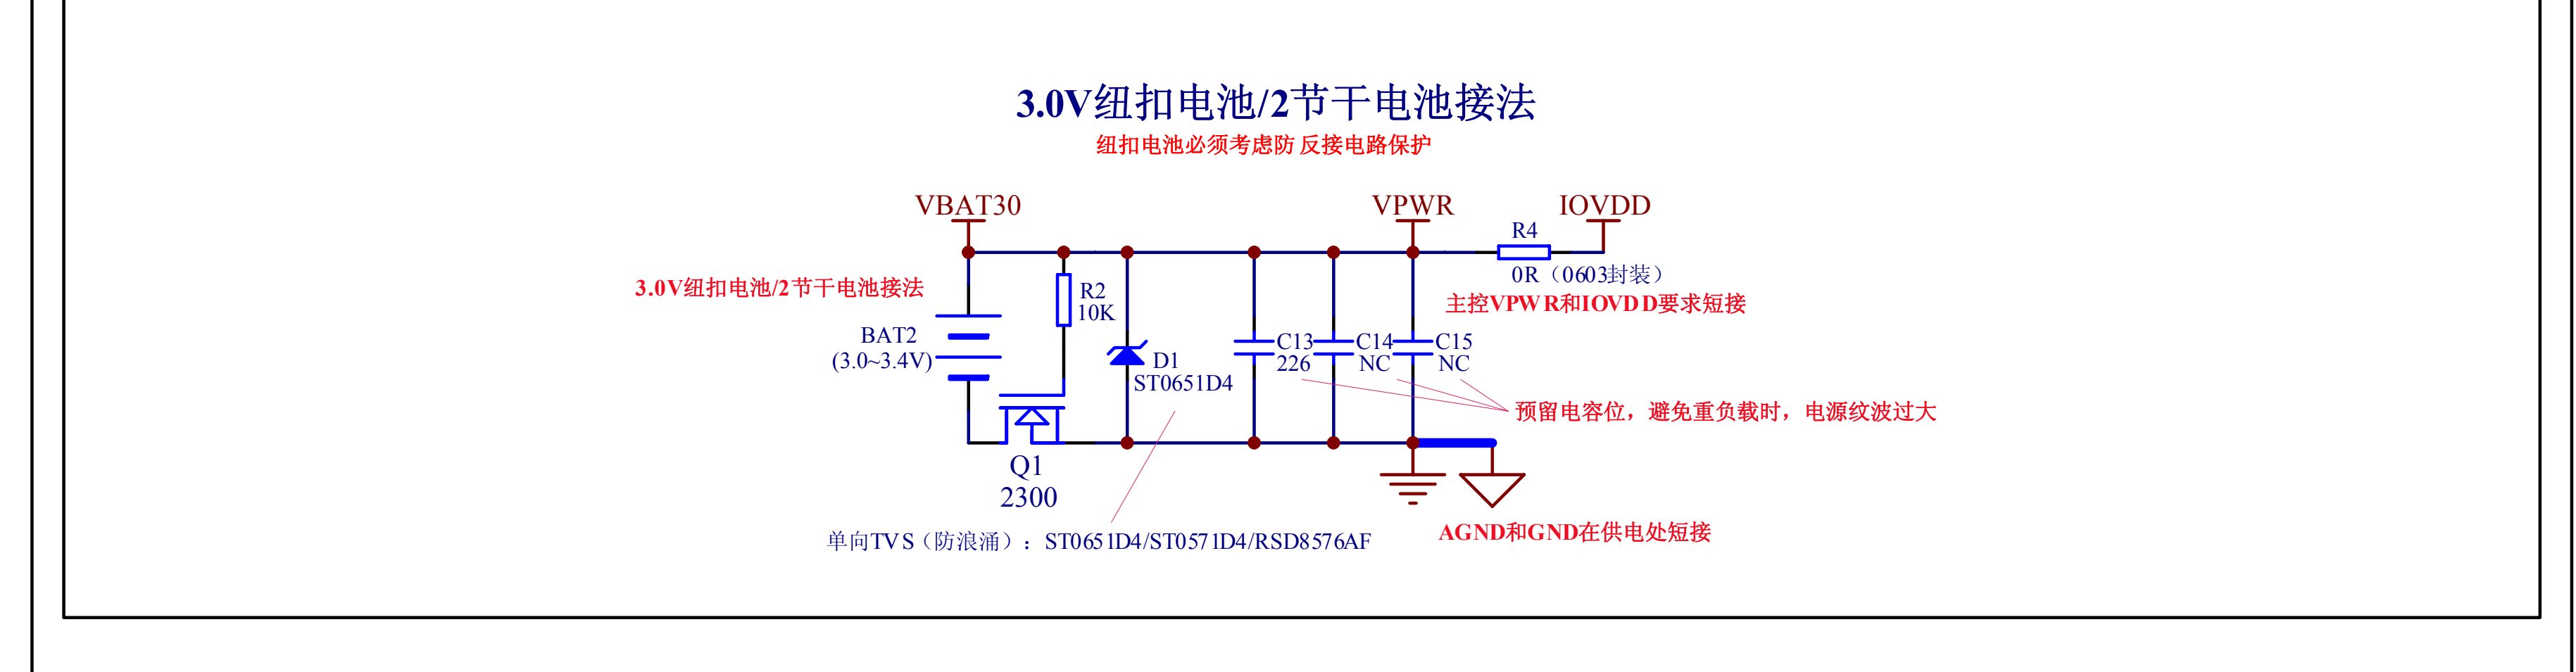 3.0V纽扣电池/2节干电池接法
纽扣电池必须考虑防 反接电路保护
VBAT30
VPWR
IOVDD
R4
0R（0603封装）
主控VPWR和IOVDD要求短接
3.0V纽扣电池/2节干电池接法
R2
10K
BAT2
(3.0~3.4V)
D1
ST0651D4
C13
226
C14
NC
C15
NC
预留电容位，避免重负载时，电源纹波过大
Q1
2300
单向TVS（防浪涌）：ST0651D4/ST0571D4/RSD8576AF
AGND和GND在供电处短接